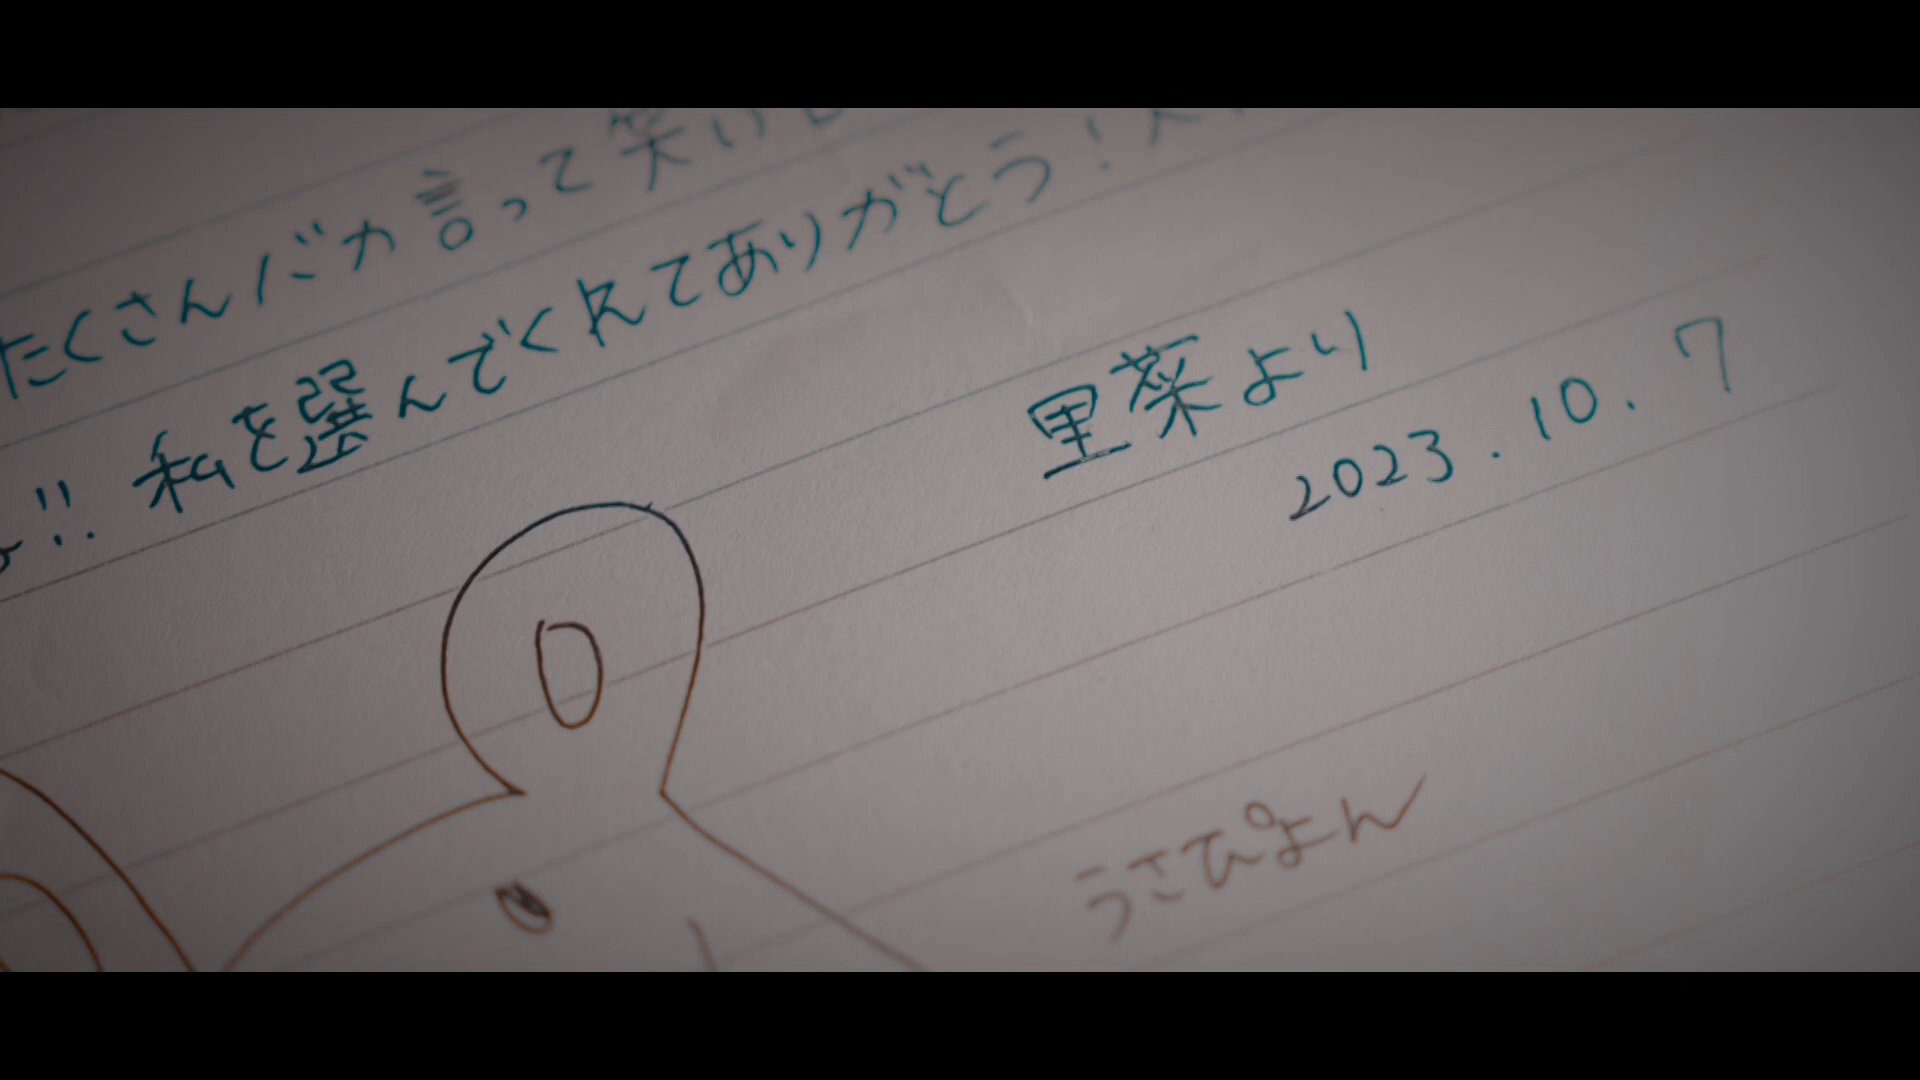 たくさんバカ言って笑い
!! 私を選んでくれてありがとう!
里菜より
2023.10.7
うさぴょん